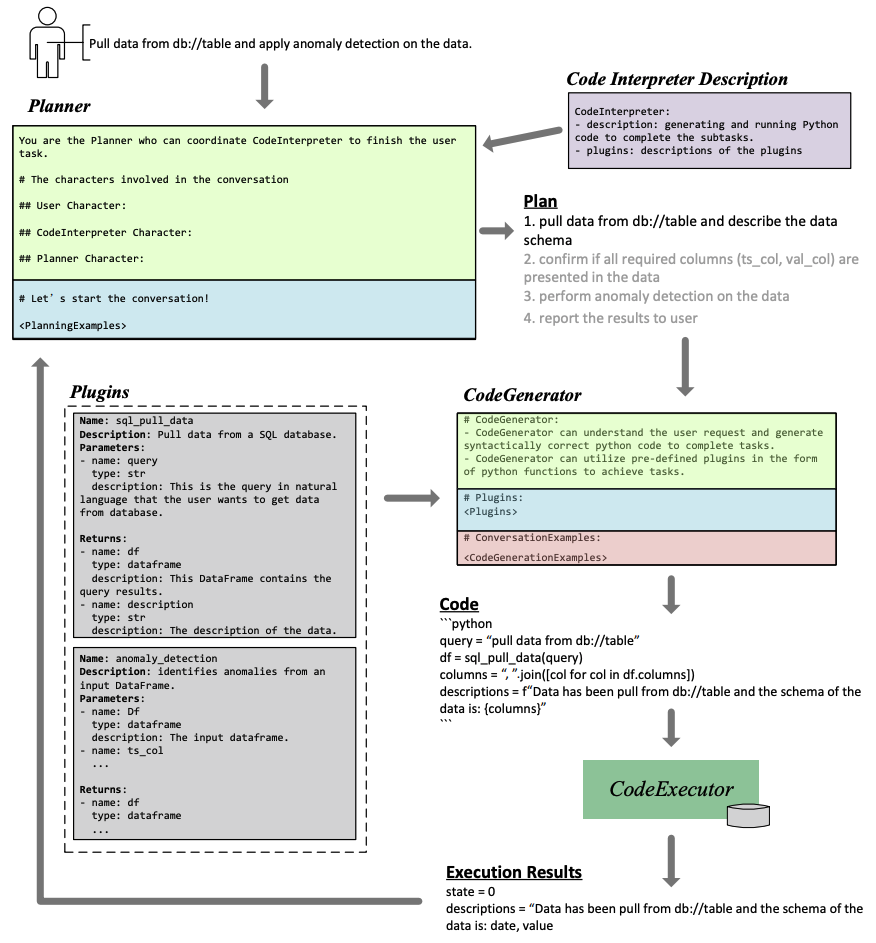 Pull data from db://table and apply anomaly detection on the data.
Code Interpreter Description
CodeInterpreter:
- description: generating and running Python
code to complete the subtasks.
- plugins: descriptions of the plugins
Planner
You are the Planner who can coordinate CodeInterpreter to finish the user
task.
# The characters involved in the conversation
## User Character:
## CodeInterpreter Character:
## Planner Character:
# Let’s start the conversation!
<PlanningExamples>
Plan
1. pull data from db://table and describe the data
schema
2. confirm if all required columns (ts_col, val_col) are
presented in the data
3. perform anomaly detection on the data
4. report the results to user
Plugins
Name: sql_pull_data
Description: Pull data from a SQL database.
Parameters:
- name: query
type: str
description: This is the query in natural
language that the user wants to get data
from database.
Returns:
- name: df
type: dataframe
description: This DataFrame contains the
query results.
- name: description
type: str
description: The description of the data.
Name: anomaly_detection
Description: identifies anomalies from an
input DataFrame.
Parameters:
- name: Df
type: dataframe
description: The input dataframe.
- name: ts_col
...
Returns:
- name: df
type: dataframe
...
CodeGenerator
# CodeGenerator:
- CodeGenerator can understand the user request and generate
syntactically correct python code to complete tasks.
- CodeGenerator can utilize pre-defined plugins in the form
of python functions to achieve tasks.
# Plugins:
<Plugins>
# ConversationExamples:
<CodeGenerationExamples>
Code
```python
query = “pull data from db://table”
df = sql_pull_data(query)
columns = “, ”.join([col for col in df.columns])
descriptions = f“Data has been pull from db://table and the schema of the
data is: {columns}”
```
CodeExecutor
Execution Results
state = 0
descriptions = “Data has been pull from db://table and the schema of the
data is: date, value